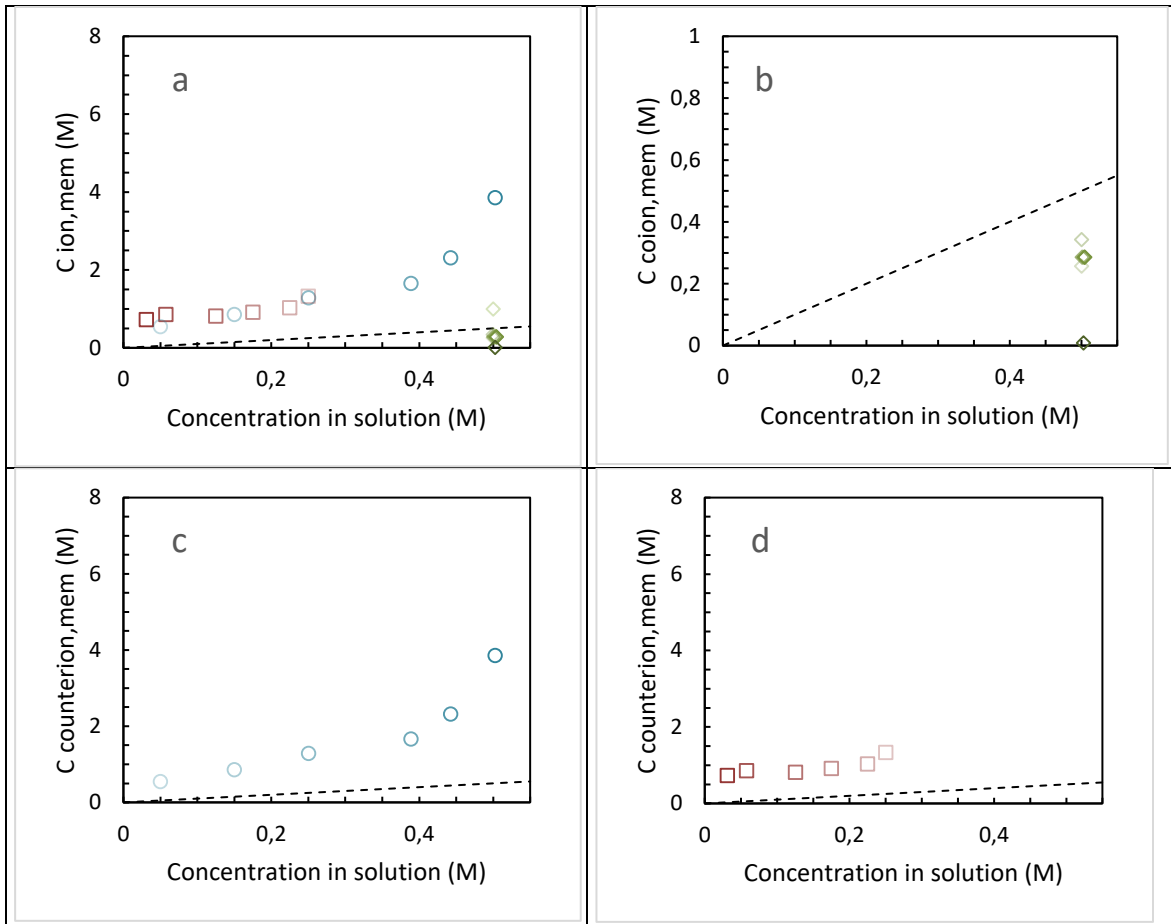 a
C ion,mem (M)
8
6
4
2
0
0
0,2
0,4
Concentration in solution (M)
b
C coion,mem (M)
1
0,8
0,6
0,4
0,2
0
0
0,2
0,4
Concentration in solution (M)
c
C counterion,mem (M)
8
6
4
2
0
0
0,2
0,4
Concentration in solution (M)
d
C counterion,mem (M)
8
6
4
2
0
0
0,2
0,4
Concentration in solution (M)